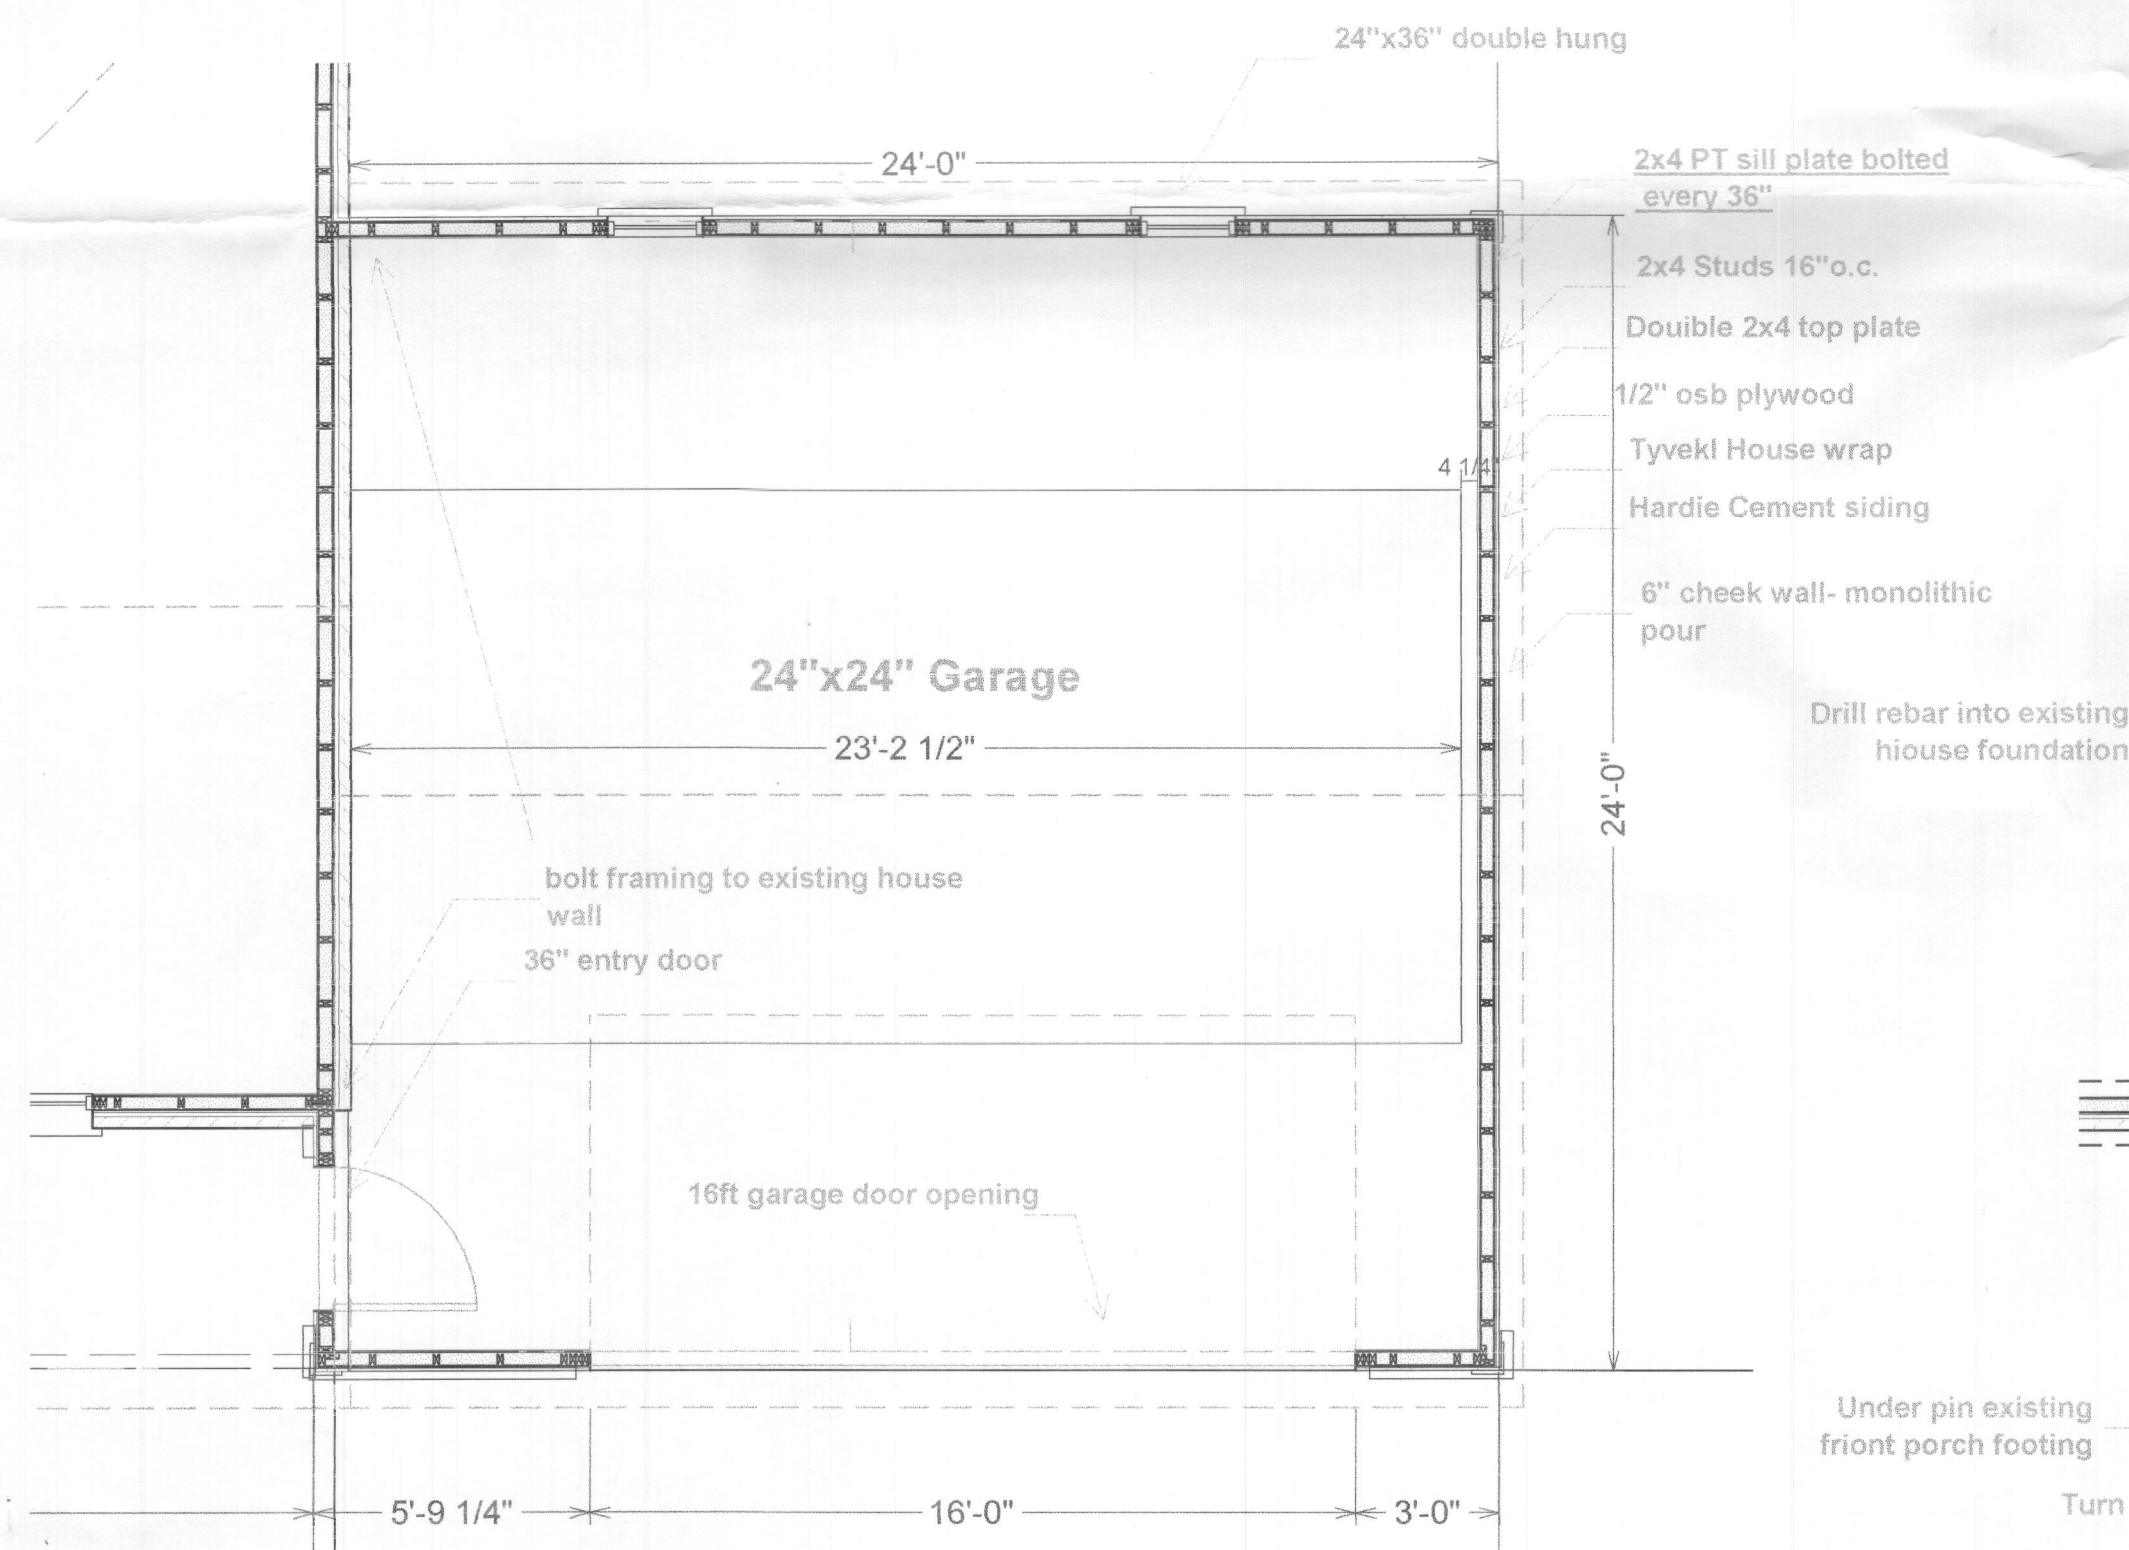 24"x36" double hung
24'-0"
2x4 PT sill plate bolted
every 36"
2x4 Studs 16"o.c.
Douible 2x4 top plate
1/2" osb plywood
4 1/4"
Tyvekl House wrap
Hardie Cement siding
6" cheek wall- monolithic
pour
24"x24" Garage
Drill rebar into existing
hiouse foundation
23'-2 1/2"
24'-0"
bolt framing to existing house
wall
36" entry door
16ft garage door opening
Under pin existing
friont porch footing
5'-9 1/4"
16'-0"
3'-0"
Turn